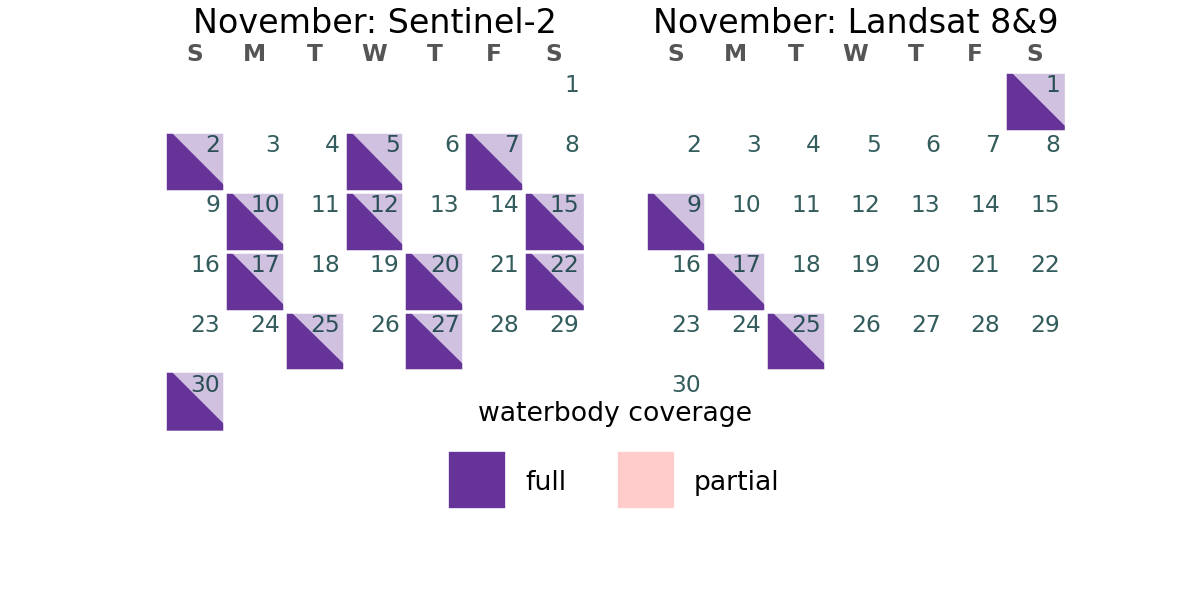 November: Sentinel-2
S M T W T F S
1
2 3 4 5 6 7 8
9 10 11 12 13 14 15
16 17 18 19 20 21 22
23 24 25 26 27 28 29
30
November: Landsat 8&9
S M T W T F S
1
2 3 4 5 6 7 8
9 10 11 12 13 14 15
16 17 18 19 20 21 22
23 24 25 26 27 28 29
30
waterbody coverage
full partial